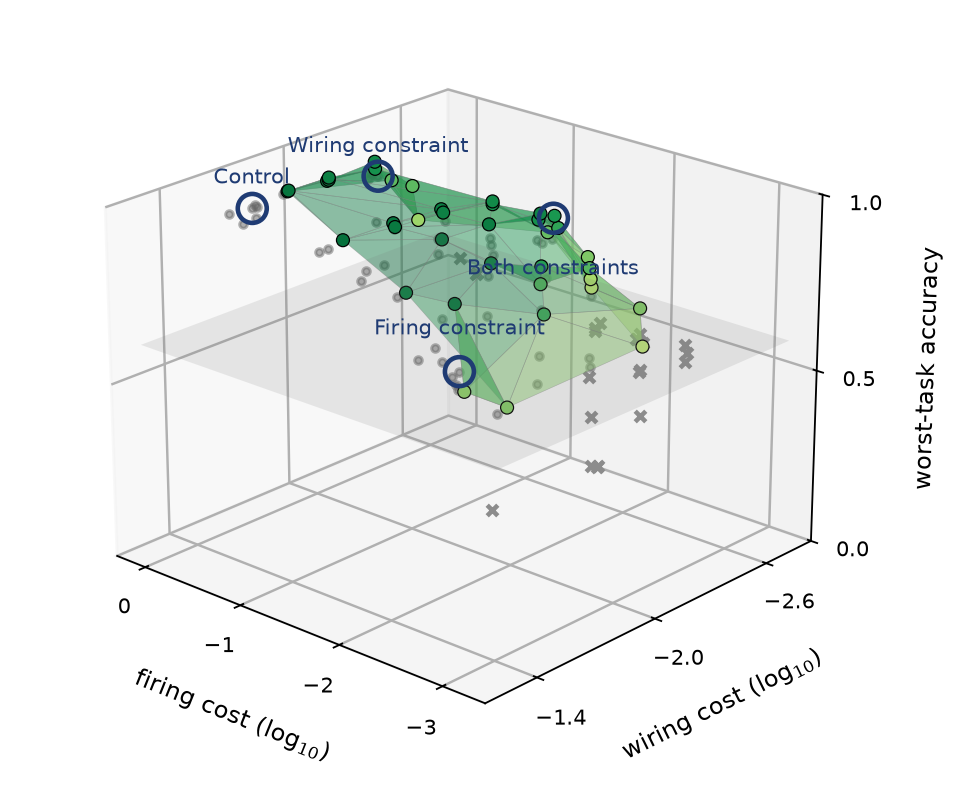 Wiring constraint
Control
1.0
worst-task accuracy
Both constraints
Firing constraint
0.5
0.0
0
−1
−2
−3
firing cost (log₁₀)
−2.6
−2.0
−1.4
wiring cost (log₁₀)